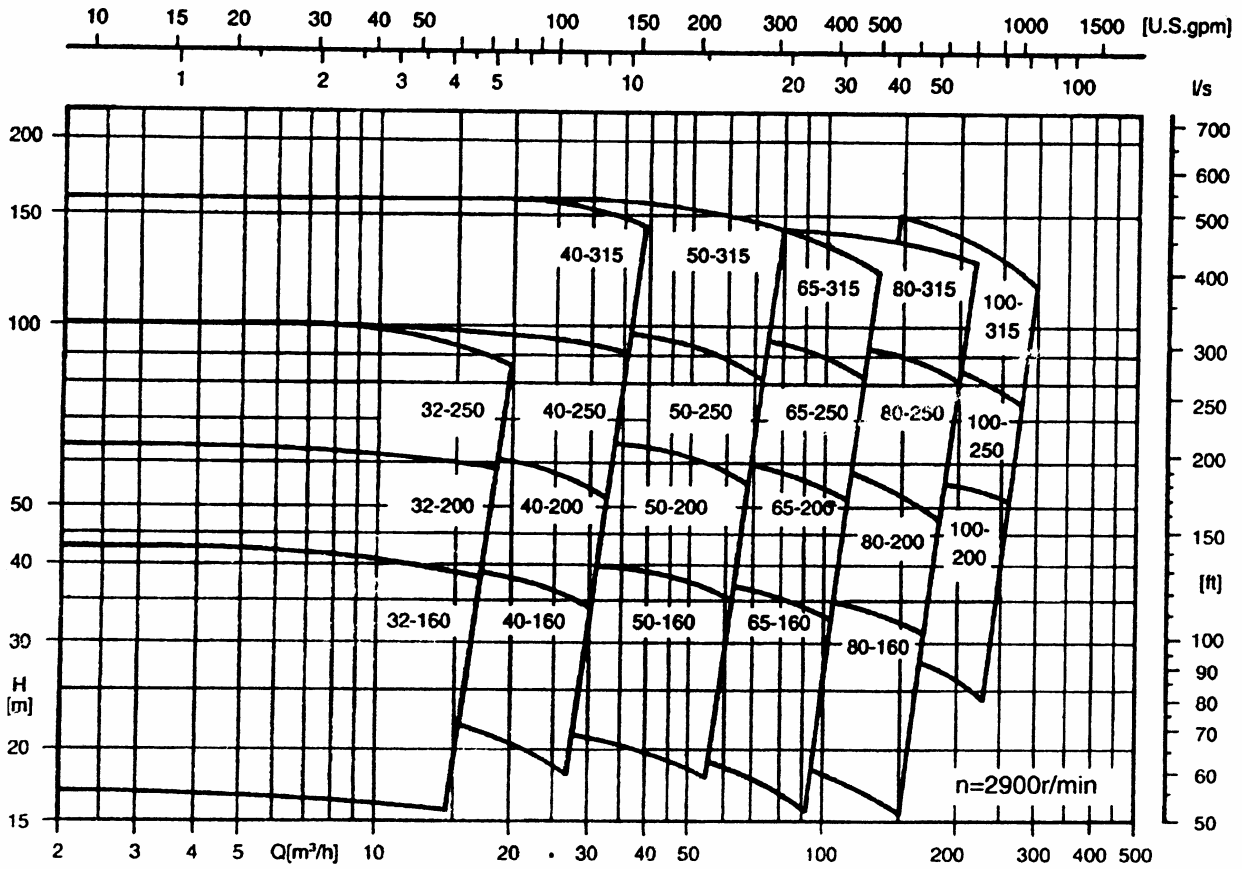 10 15 20 30 40 50 100 150 200 300 400 500 1000 1500 [U.S.gpm]
1 2 3 4 5 10 20 30 40 50 100 l/s
200 700
600
150 500
40-315 50-315 65-315 80-315 400
100-
315
100 300
32-250 40-250 50-250 65-250 80-250 250
100-
250
200
50 32-200 40-200 50-200 65-200
80-200 100-
200
150
40 [ft]
32-160 40-160 50-160 65-160
39 80-160 100
90
H
[m] 80
20 70
n=2900r/min 60
15 50
2 3 4 5 Q[m³/h] 10 20 30 40 50 100 200 300 400 500